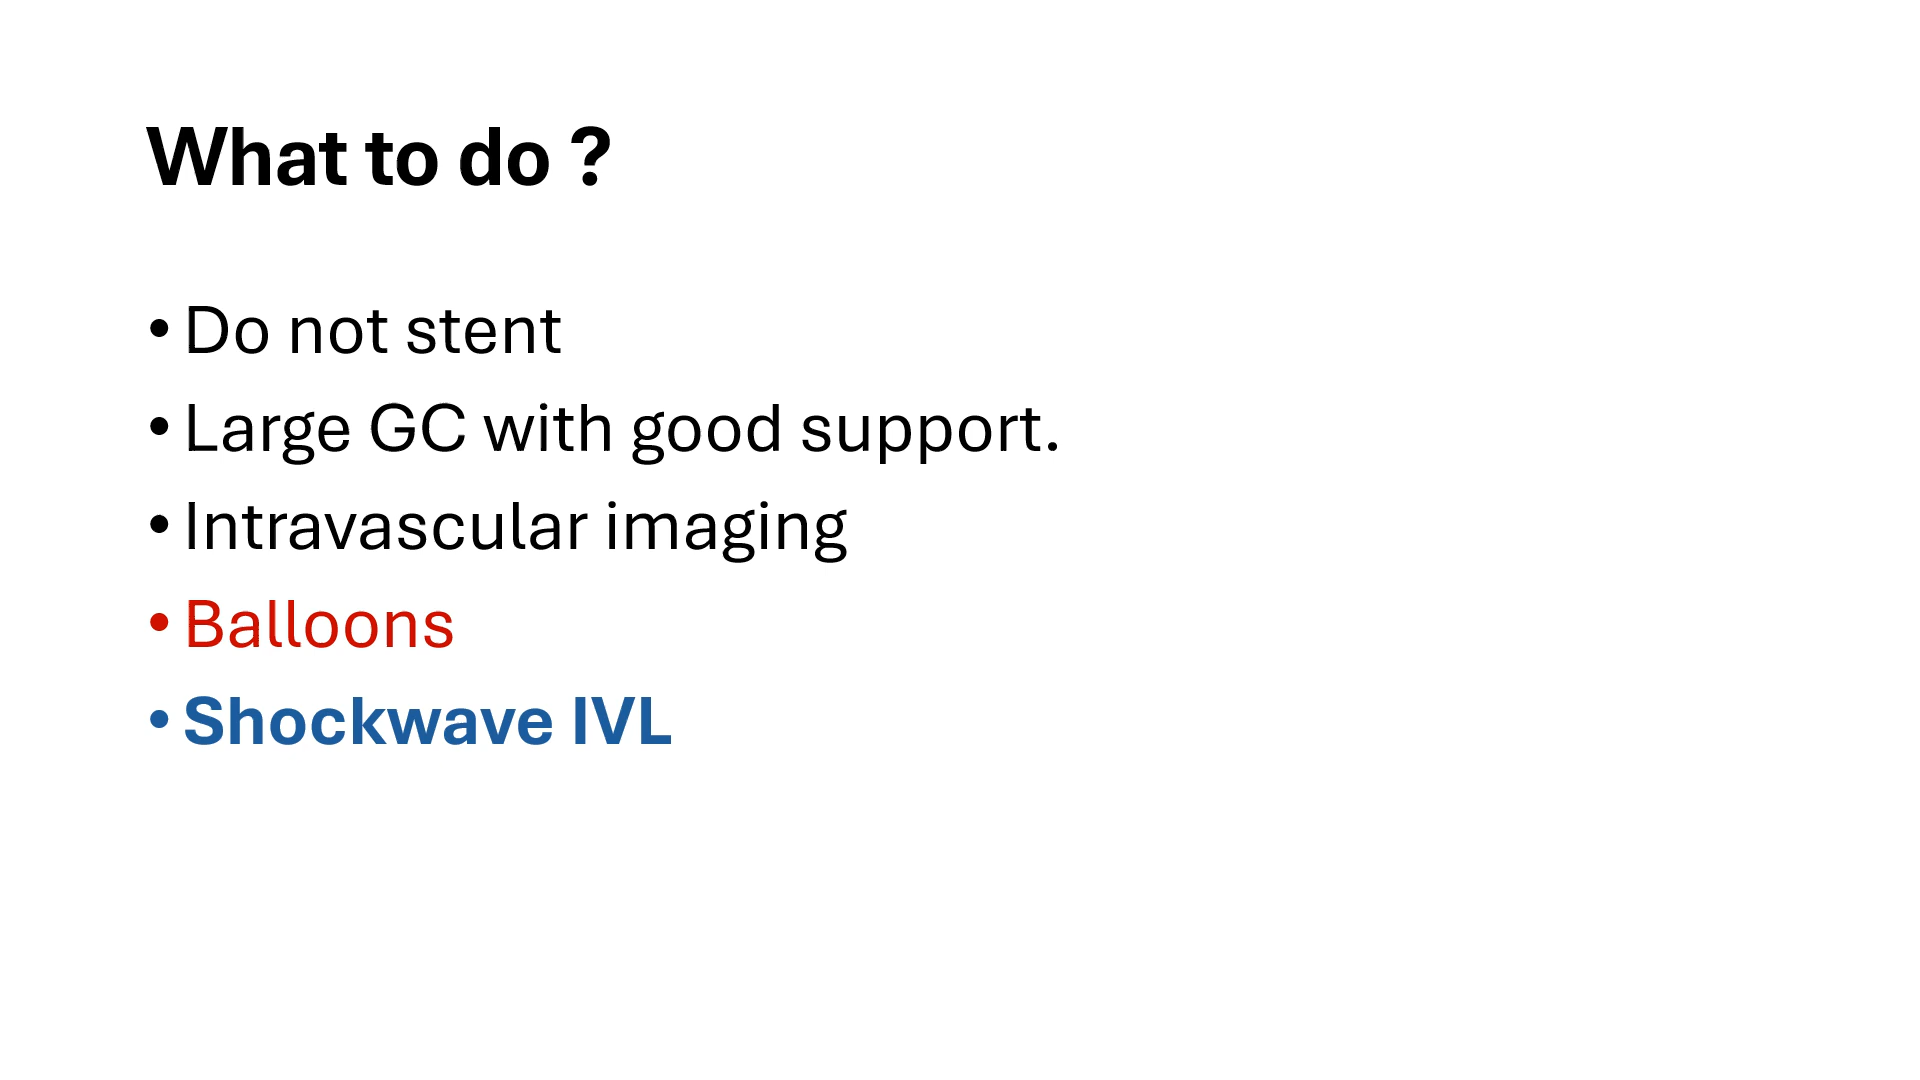 What to do ?
• Do not stent
• Large GC with good support.
• Intravascular imaging
• Balloons
• Shockwave IVL